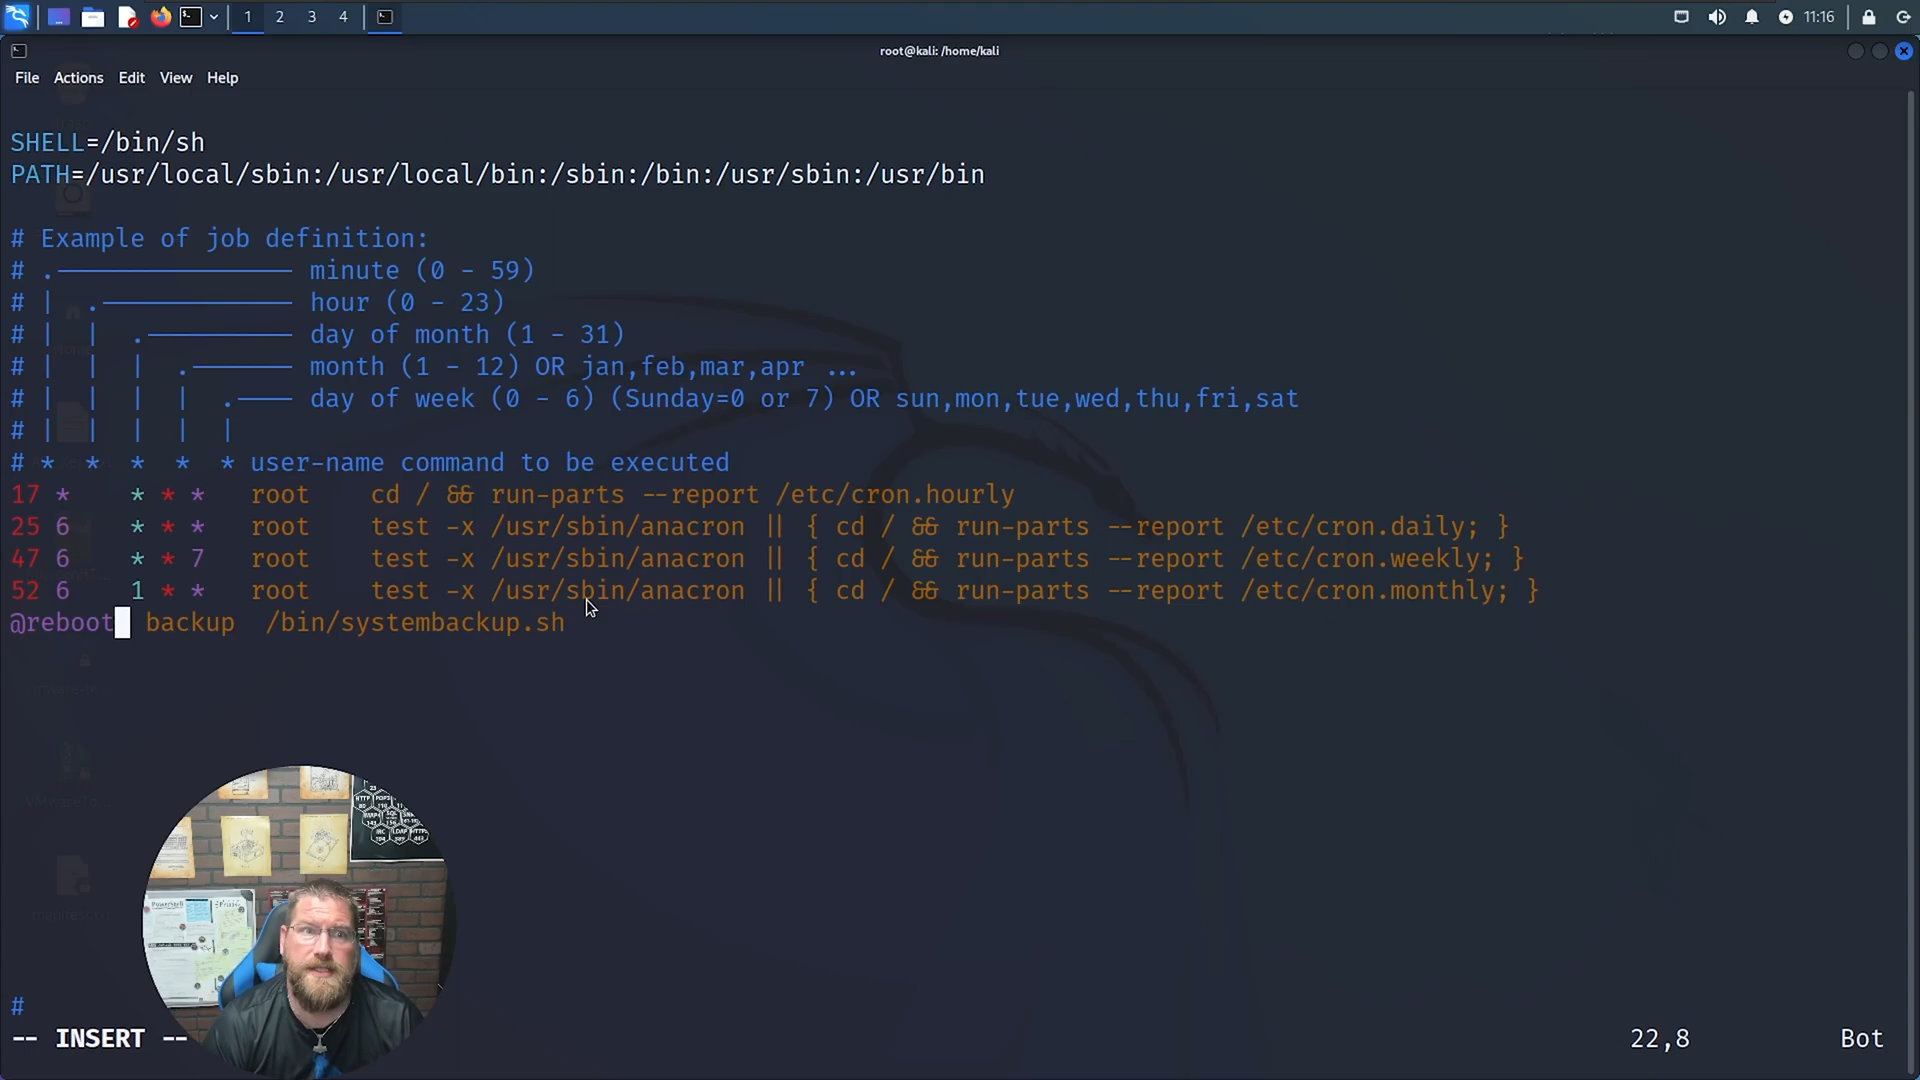 1 2 3 4 11:16
root@kali: /home/kali
File Actions Edit View Help
SHELL=/bin/sh
PATH=/usr/local/sbin:/usr/local/bin:/sbin:/bin:/usr/sbin:/usr/bin
# Example of job definition:
# .---------------- minute (0 - 59)
# | .------------- hour (0 - 23)
# | | .---------- day of month (1 - 31)
# | | | .------- month (1 - 12) OR jan,feb,mar,apr ...
# | | | | .---- day of week (0 - 6) (Sunday=0 or 7) OR sun,mon,tue,wed,thu,fri,sat
# | | | | |
# * * * * * user-name command to be executed
17 * * * * root cd / && run-parts --report /etc/cron.hourly
25 6 * * * root test -x /usr/sbin/anacron || { cd / && run-parts --report /etc/cron.daily; }
47 6 * * 7 root test -x /usr/sbin/anacron || { cd / && run-parts --report /etc/cron.weekly; }
52 6 1 * * root test -x /usr/sbin/anacron || { cd / && run-parts --report /etc/cron.monthly; }
@reboot backup /bin/systembackup.sh
#
-- INSERT -- 22,8 Bot